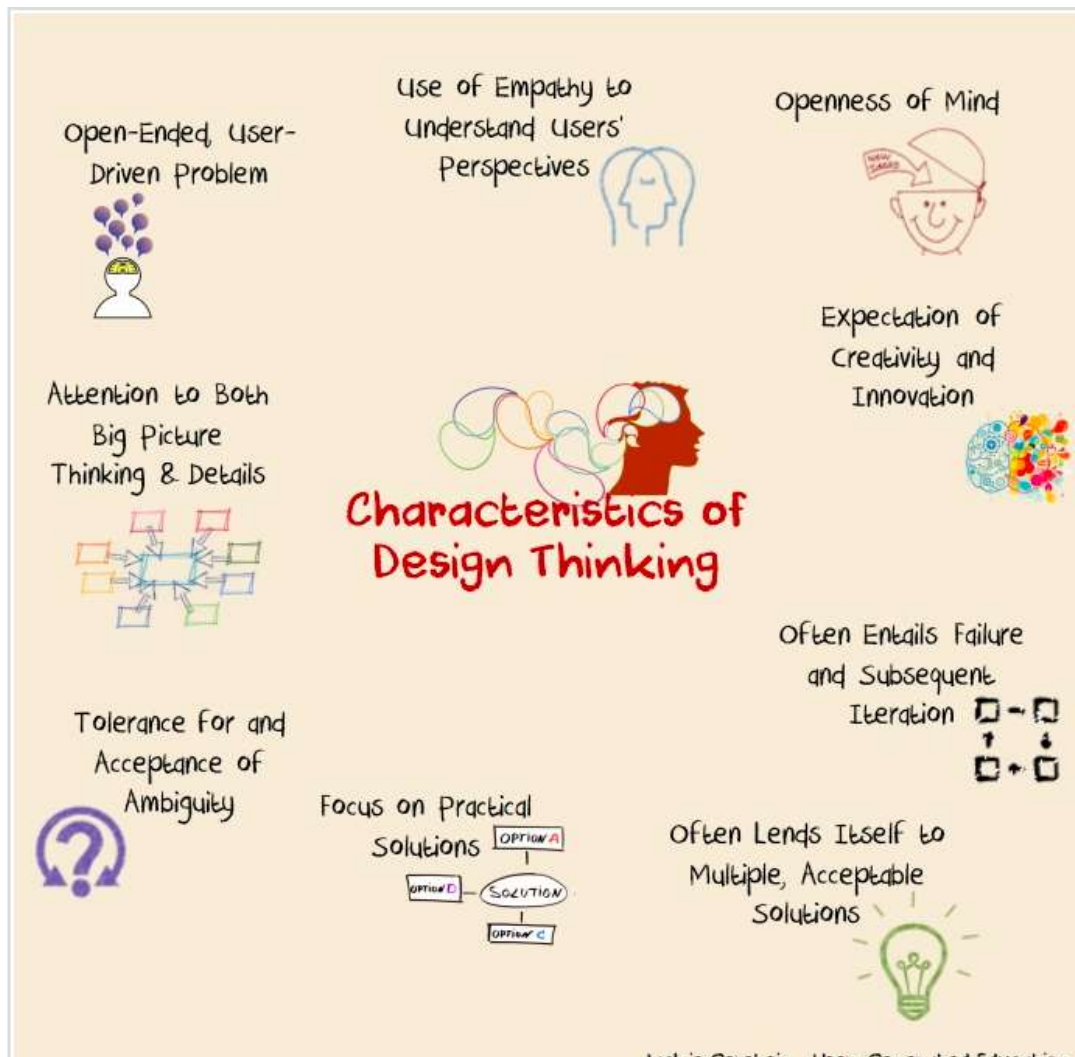 Use of Empathy to
Understand Users'
Perspectives
Openness of Mind
NEW
Open-Ended, User-
Driven Problem
Expectation of
Creativity and
Innovation
Attention to Both
Big Picture
Thinking & Details
Characteristics of
Design Thinking
Often Entails Failure
and Subsequent
Iteration
Tolerance for and
Acceptance of
Ambiguity
?
Focus on Practical
Solutions
OPTION A
OPTION D
SOLUTION
OPTION C
Often Lends Itself to
Multiple, Acceptable
Solutions